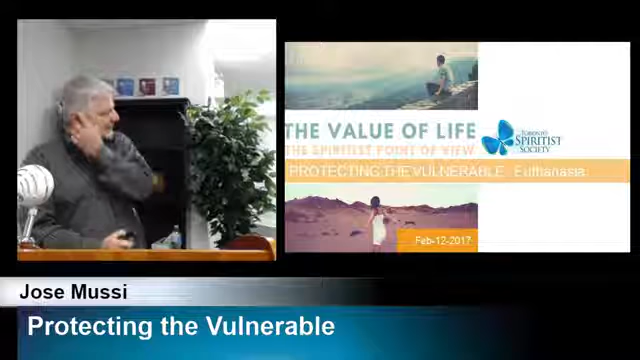 THE VALUE OF LIFE
THE SPIRITIST POINT OF VIEW
TORONTO
SPIRITIST
SOCIETY
PROTECTING THE VULNERABLE Euthanasia
Feb-12-2017
Jose Mussi
Protecting the Vulnerable